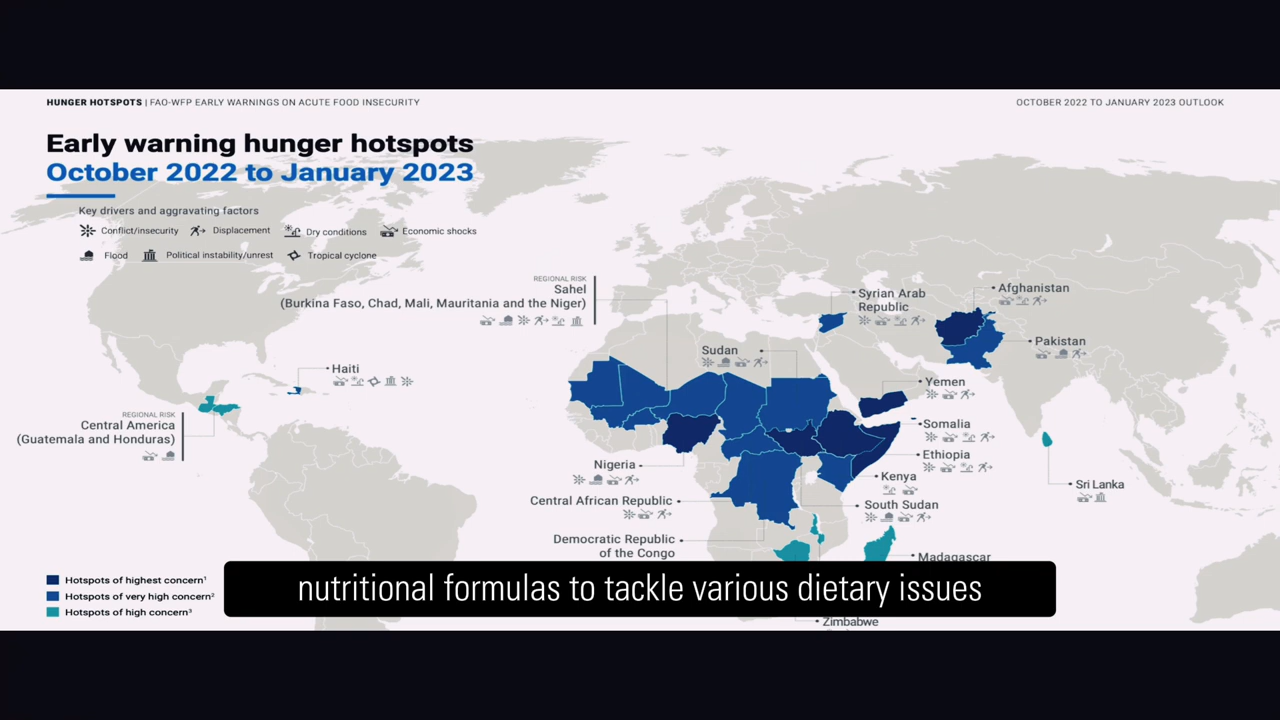 HUNGER HOTSPOTS | FAO-WFP EARLY WARNINGS ON ACUTE FOOD INSECURITY
OCTOBER 2022 TO JANUARY 2023 OUTLOOK
Early warning hunger hotspots
October 2022 to January 2023
Key drivers and aggravating factors
Conflict/insecurity
Displacement
Dry conditions
Economic shocks
Flood
Political instability/unrest
Tropical cyclone
REGIONAL RISK
Sahel
(Burkina Faso, Chad, Mali, Mauritania and the Niger)
Syrian Arab
Republic
Afghanistan
Pakistan
Sudan
Haiti
Yemen
REGIONAL RISK
Central America
(Guatemala and Honduras)
Somalia
Ethiopia
Nigeria
Kenya
Sri Lanka
Central African Republic
South Sudan
Democratic Republic
of the Congo
Madagascar
Hotspots of highest concern¹
Hotspots of very high concern²
Hotspots of high concern³
nutritional formulas to tackle various dietary issues
Zimbabwe